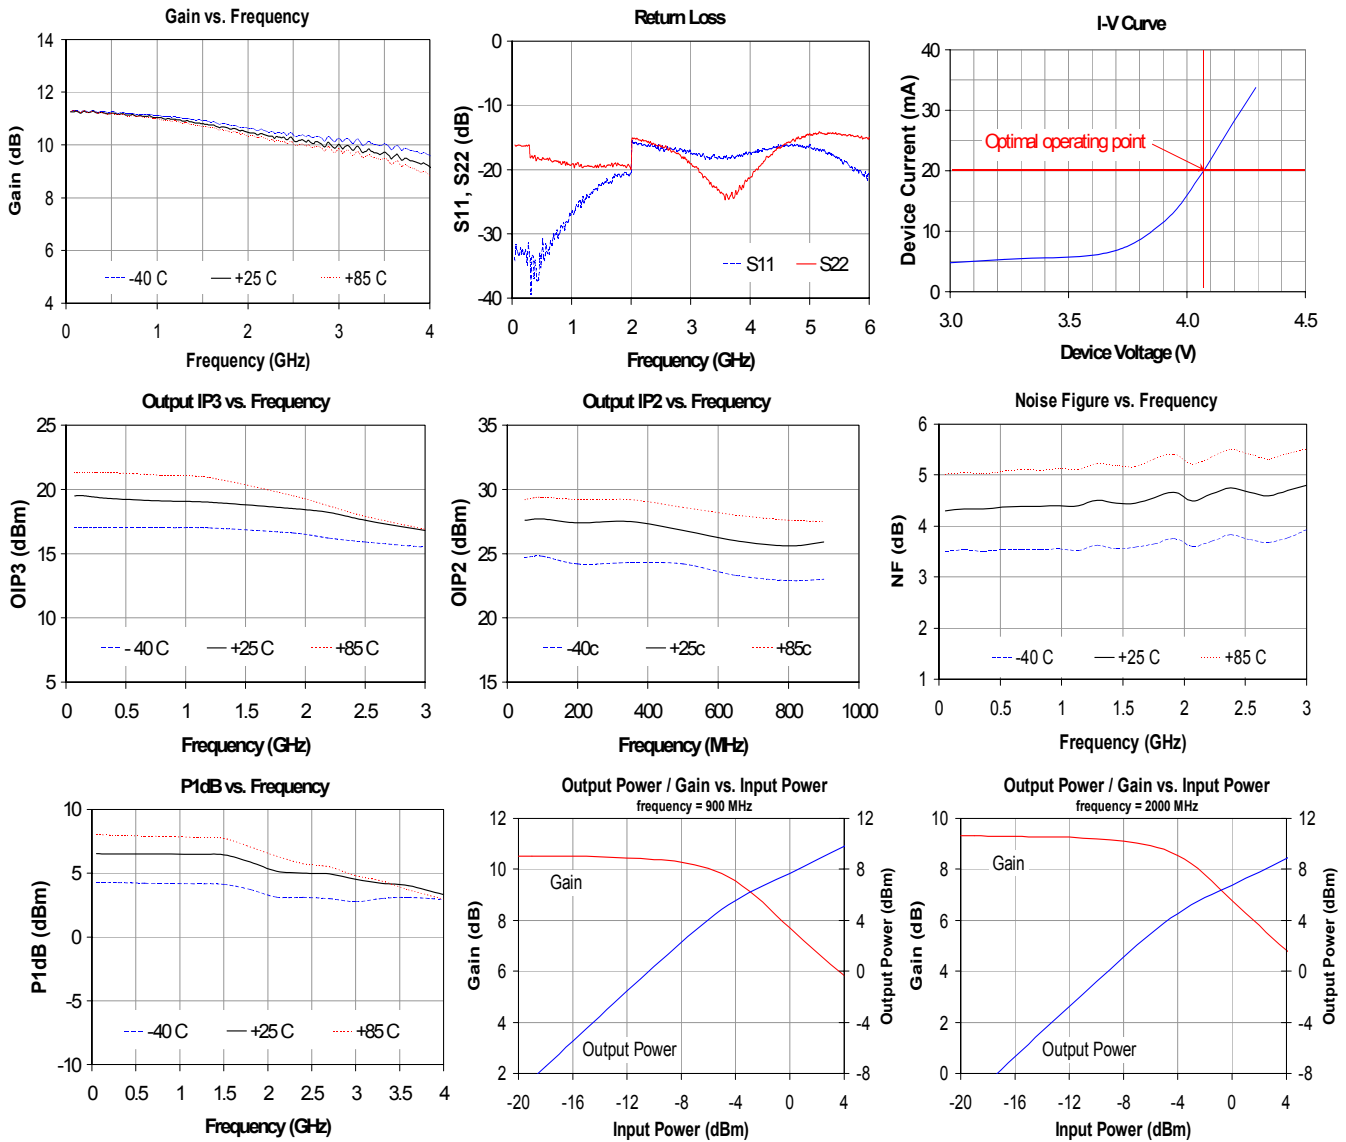 Gain vs. Frequency
Gain (dB)
14
12
10
8
6
4
-40 C
+25 C
+85 C
0
1
2
3
4
Frequency (GHz)
Return Loss
S11, S22 (dB)
0
-10
-20
-30
-40
S11
S22
0
1
2
3
4
5
6
Frequency (GHz)
I-V Curve
Device Current (mA)
40
30
20
10
0
Optimal operating point
3.0
3.5
4.0
4.5
Device Voltage (V)
Output IP3 vs. Frequency
OIP3 (dBm)
25
20
15
10
5
- 40 C
+25 C
+85 C
0
0.5
1
1.5
2
2.5
3
Frequency (GHz)
Output IP2 vs. Frequency
OIP2 (dBm)
35
30
25
20
15
-40c
+25c
+85c
0
200
400
600
800
1000
Frequency (MHz)
Noise Figure vs. Frequency
NF (dB)
6
5
4
3
2
1
-40 C
+25 C
+85 C
0
0.5
1
1.5
2
2.5
3
Frequency (GHz)
P1dB vs. Frequency
P1dB (dBm)
10
5
0
-5
-10
-40 C
+25 C
+85 C
0
0.5
1
1.5
2
2.5
3
3.5
4
Frequency (GHz)
Output Power / Gain vs. Input Power
frequency = 900 MHz
Gain (dB)
12
10
8
6
4
2
Gain
Output Power
12
8
4
0
-4
-8
Output Power (dBm)
-20
-16
-12
-8
-4
0
4
Input Power (dBm)
Output Power / Gain vs. Input Power
frequency = 2000 MHz
Gain (dB)
10
8
6
4
2
0
Gain
Output Power
12
8
4
0
-4
-8
Output Power (dBm)
-20
-16
-12
-8
-4
0
4
Input Power (dBm)